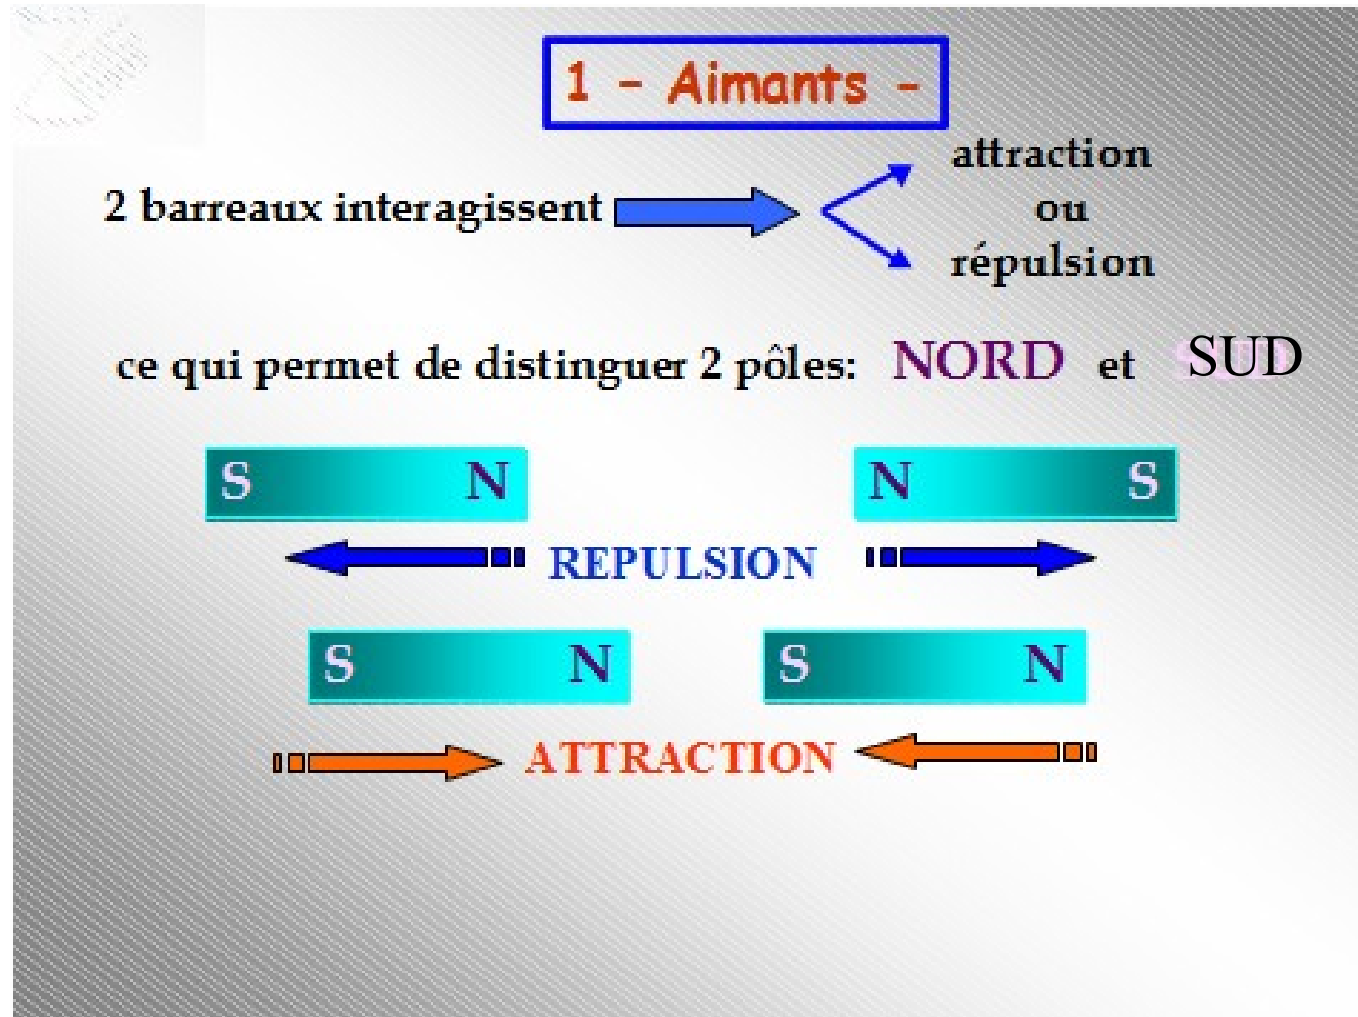 1 - Aimants -
attraction
2 barreaux interagissent ou
répulsion
ce qui permet de distinguer 2 pôles: NORD et SUD
S N N S
REPULSION
S N S N
ATTRACTION